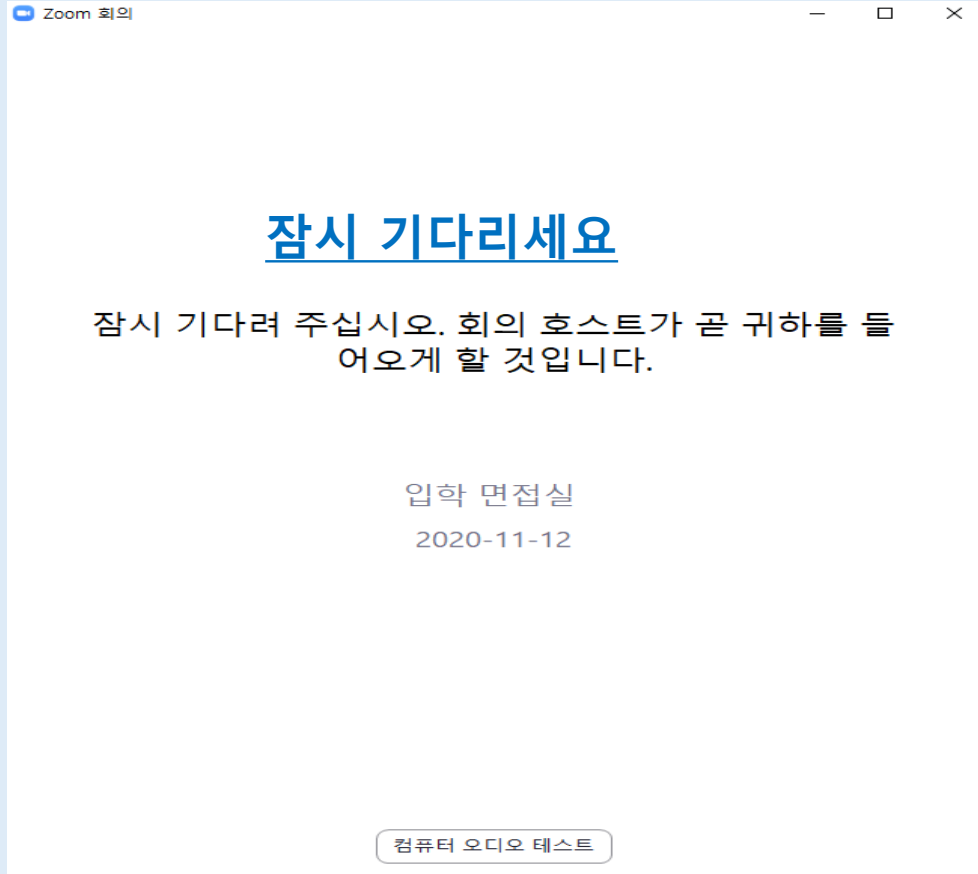 Zoom 회의
잠시 기다리세요
잠시 기다려 주십시오. 회의 호스트가 곧 귀하를 들
어오게 할 것입니다.
입학 면접실
2020-11-12
컴퓨터 오디오 테스트